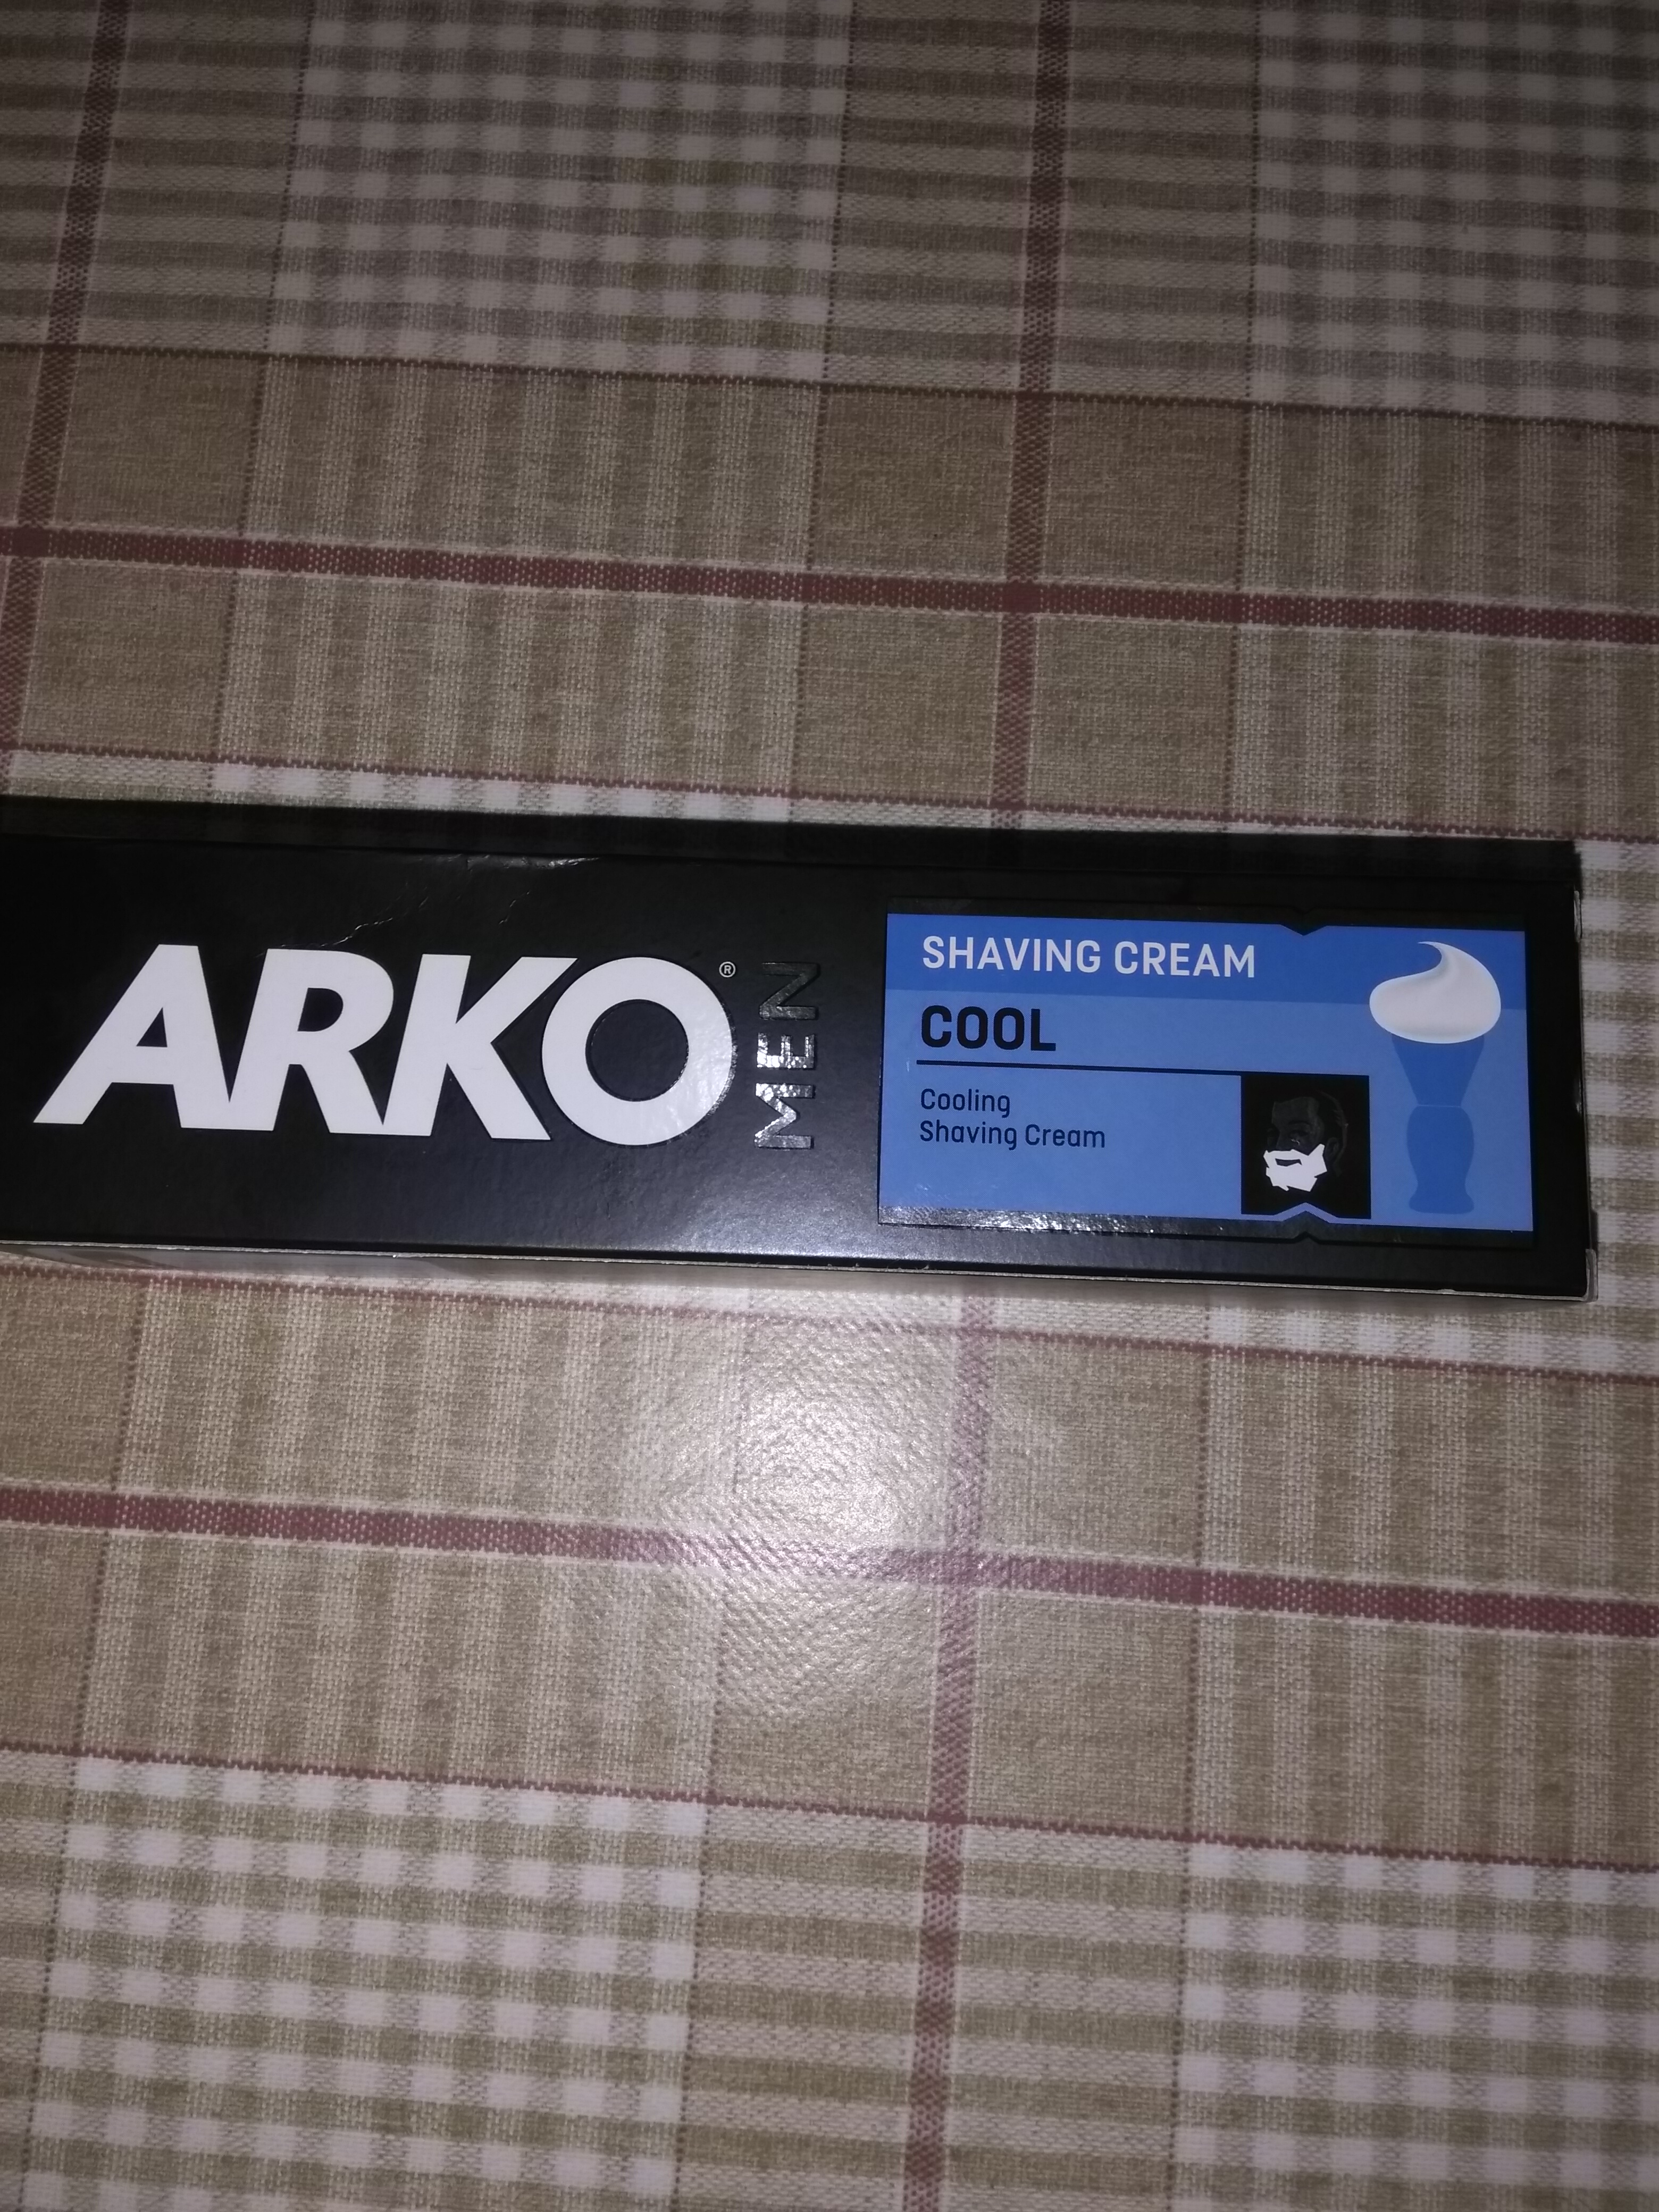 ARKO®
MEN
SHAVING CREAM
COOL
Cooling
Shaving Cream